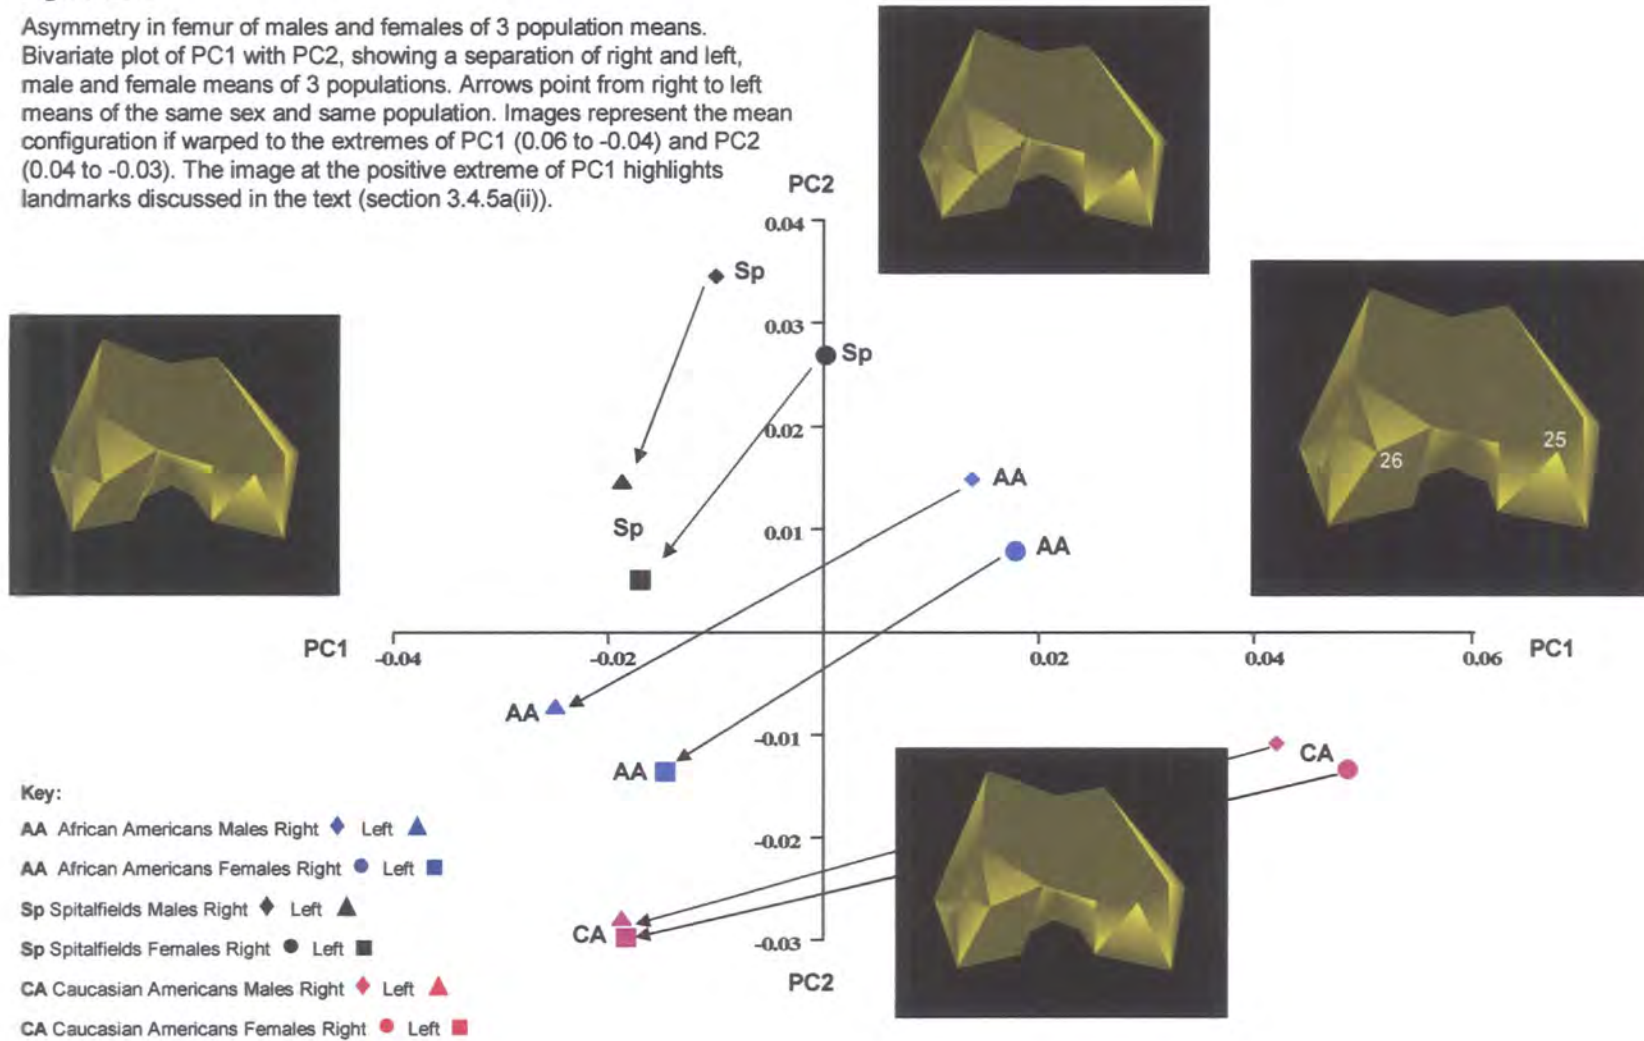 Asymmetry in femur of males and females of 3 population means.
Bivariate plot of PC1 with PC2, showing a separation of right and left,
male and female means of 3 populations. Arrows point from right to left
means of the same sex and same population. Images represent the mean
configuration if warped to the extremes of PC1 (0.06 to -0.04) and PC2
(0.04 to -0.03). The image at the positive extreme of PC1 highlights
landmarks discussed in the text (section 3.4.5a(ii)).
PC2
0.04
Sp
0.03
Sp
0.02
25
26
AA
Sp
0.01
AA
PC1
-0.04
-0.02
0.02
0.04
0.06
PC1
AA
-0.01
CA
AA
-0.02
CA
-0.03
PC2
Key:
AA African Americans Males Right Left
AA African Americans Females Right Left
Sp Spitalfields Males Right Left
Sp Spitalfields Females Right Left
CA Caucasian Americans Males Right Left
CA Caucasian Americans Females Right Left